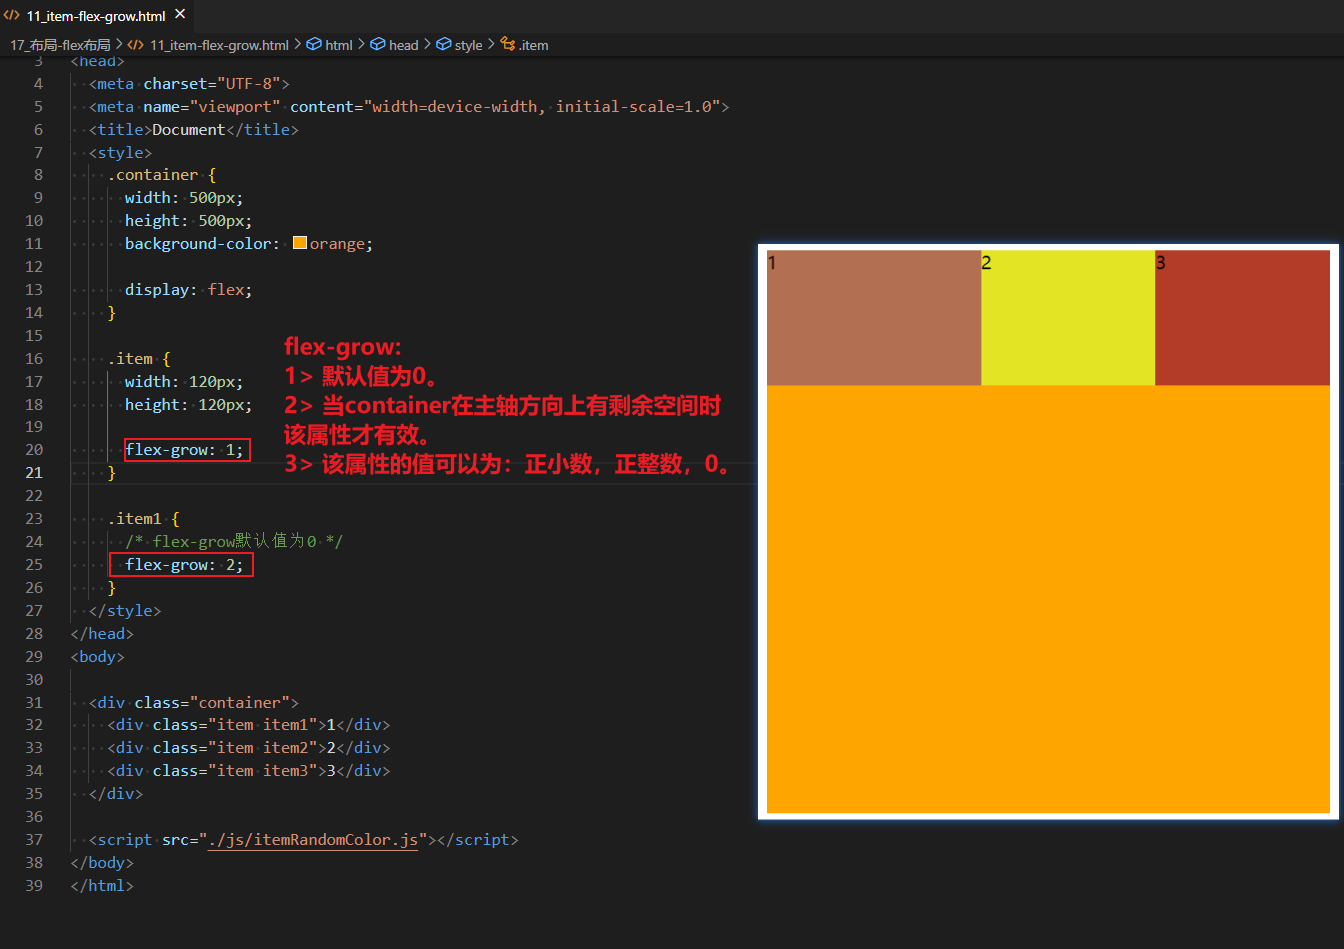 11_item-flex-grow.html
17_布局-flex布局 > 11_item-flex-grow.html > html > head > style > .item
3 <head>
4 <meta charset="UTF-8">
5 <meta name="viewport" content="width=device-width, initial-scale=1.0">
6 <title>Document</title>
7 <style>
8 .container {
9 width: 500px;
10 height: 500px;
11 background-color: orange;
12
13 display: flex;
14 }
15
16 .item {
17 width: 120px;
18 height: 120px;
19
20 flex-grow: 1;
21 }
22
23 .item1 {
24 /* flex-grow默认值为0 */
25 flex-grow: 2;
26 }
27 </style>
28 </head>
29 <body>
30
31 <div class="container">
32 <div class="item item1">1</div>
33 <div class="item item2">2</div>
34 <div class="item item3">3</div>
35 </div>
36
37 <script src="./js/itemRandomColor.js"></script>
38 </body>
39 </html>
flex-grow:
1> 默认值为0。
2> 当container在主轴方向上有剩余空间时
该属性才有效。
3> 该属性的值可以为：正小数，正整数，0。
1 2 3